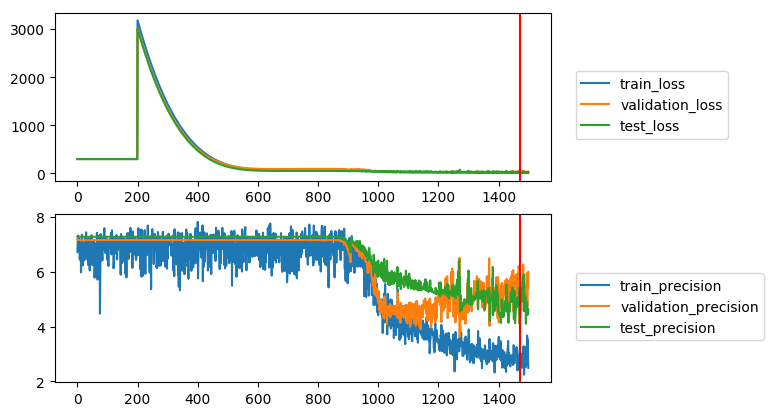 3000
2000
1000
0
0 200 400 600 800 1000 1200 1400
train_loss
validation_loss
test_loss
8
6
4
2
0 200 400 600 800 1000 1200 1400
train_precision
validation_precision
test_precision